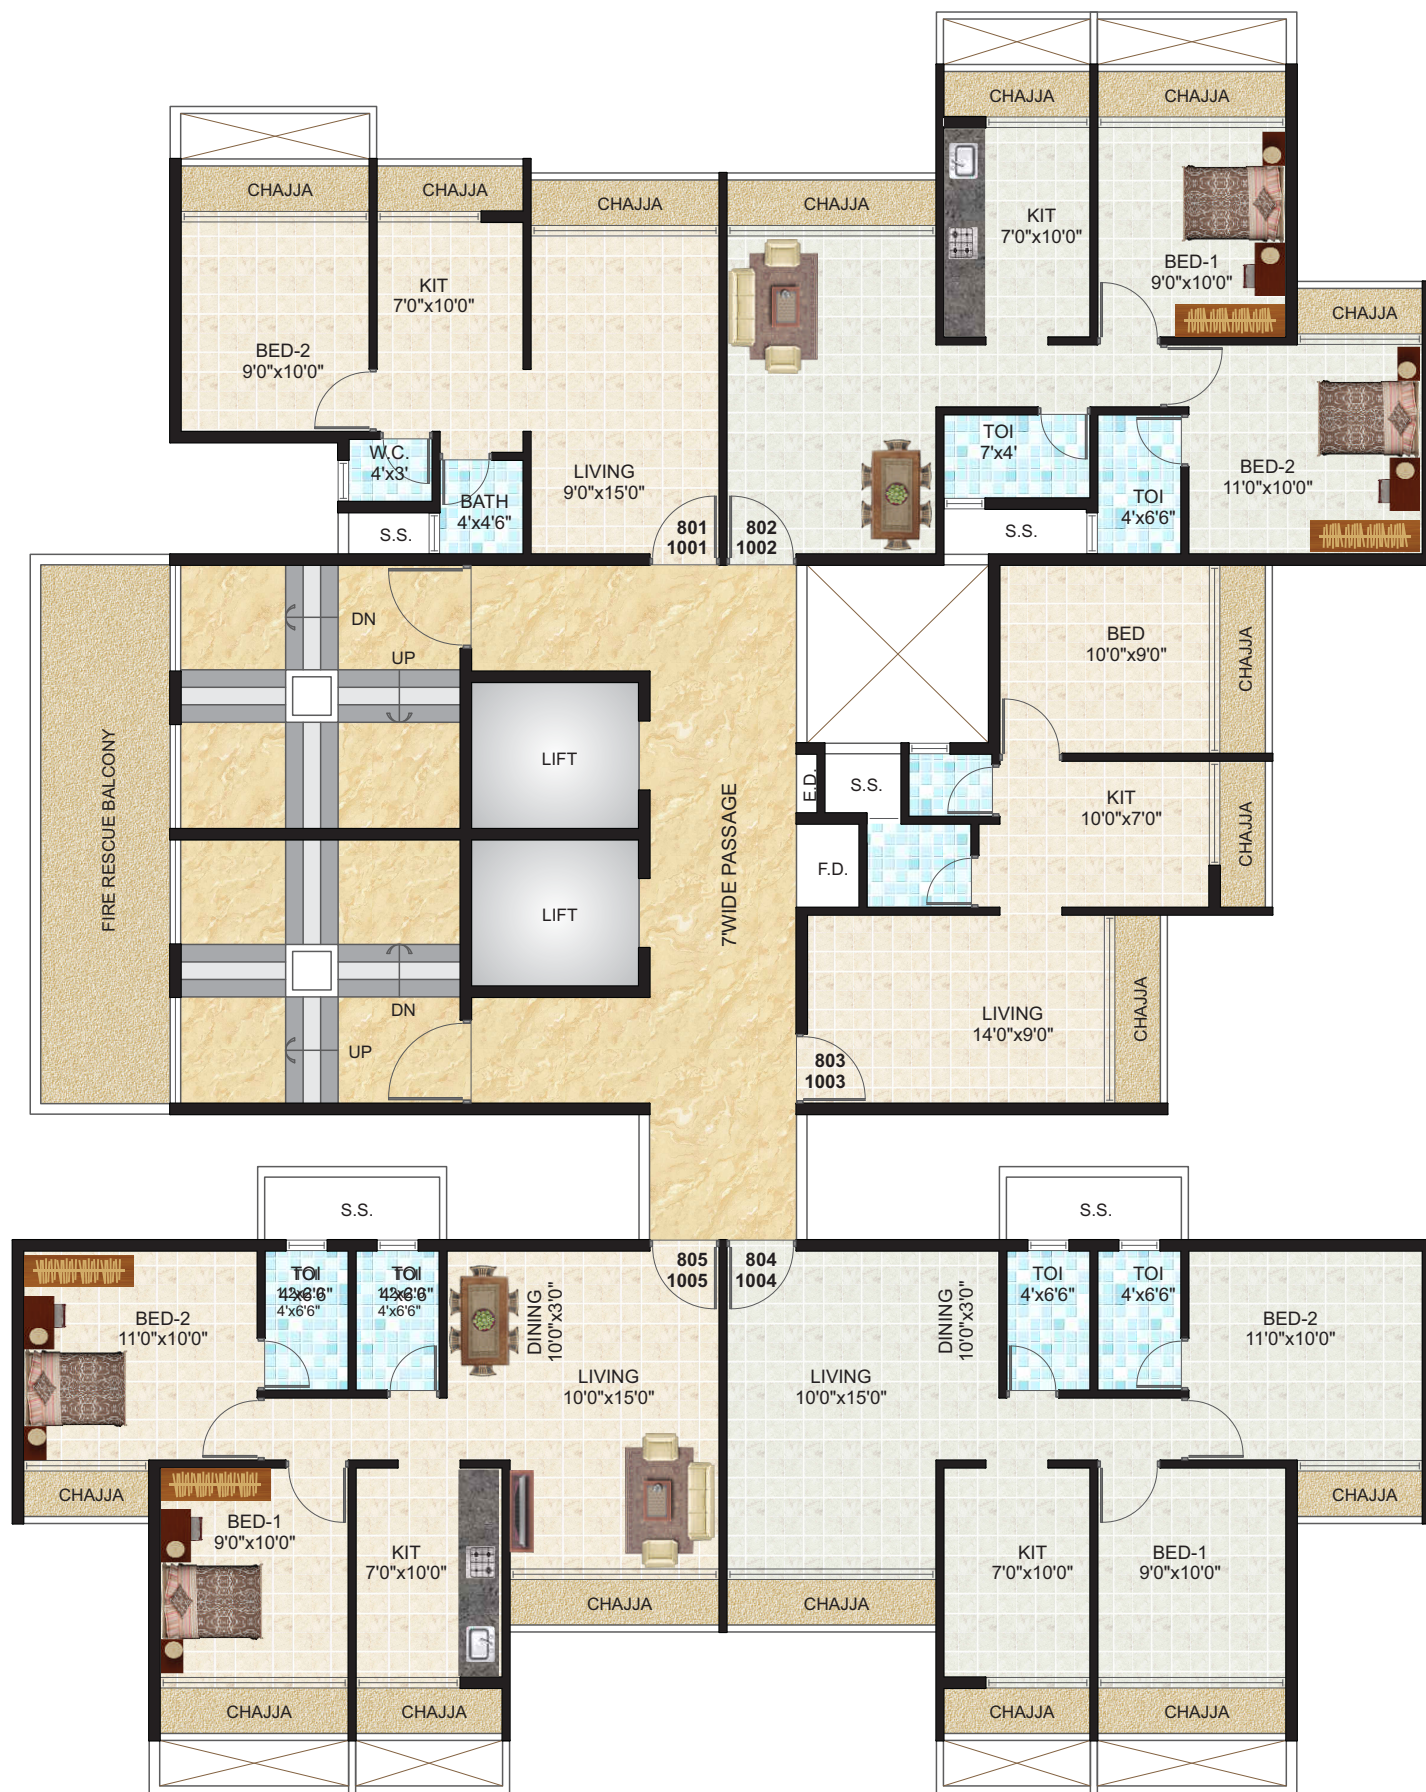 CHAJJA
CHAJJA
KIT
7'0"x10'0"
BED-1
9'0"x10'0"
CHAJJA
CHAJJA
CHAJJA
CHAJJA
CHAJJA
KIT
7'0"x10'0"
BED-2
9'0"x10'0"
LIVING
9'0"x15'0"
W.C.
4'x3'
BATH
4'x4'6"
S.S.
801
1001
802
1002
TOI
7'x4'
TOI
4'x6'6"
S.S.
BED-2
11'0"x10'0"
FIRE RESCUE BALCONY
DN
UP
LIFT
LIFT
DN
UP
7'WIDE PASSAGE
E.D.
S.S.
F.D.
BED
10'0"x9'0"
CHAJJA
KIT
10'0"x7'0"
CHAJJA
LIVING
14'0"x9'0"
CHAJJA
803
1003
S.S.
S.S.
TOI
4'x6'6"
4'x6'6"
TOI
4'x6'6"
4'x6'6"
BED-2
11'0"x10'0"
DINING
10'0"x3'0"
805
1005
804
1004
LIVING
10'0"x15'0"
LIVING
10'0"x15'0"
DINING
10'0"x3'0"
TOI
4'x6'6"
TOI
4'x6'6"
BED-2
11'0"x10'0"
CHAJJA
BED-1
9'0"x10'0"
KIT
7'0"x10'0"
CHAJJA
CHAJJA
KIT
7'0"x10'0"
BED-1
9'0"x10'0"
CHAJJA
CHAJJA
CHAJJA
CHAJJA
CHAJJA